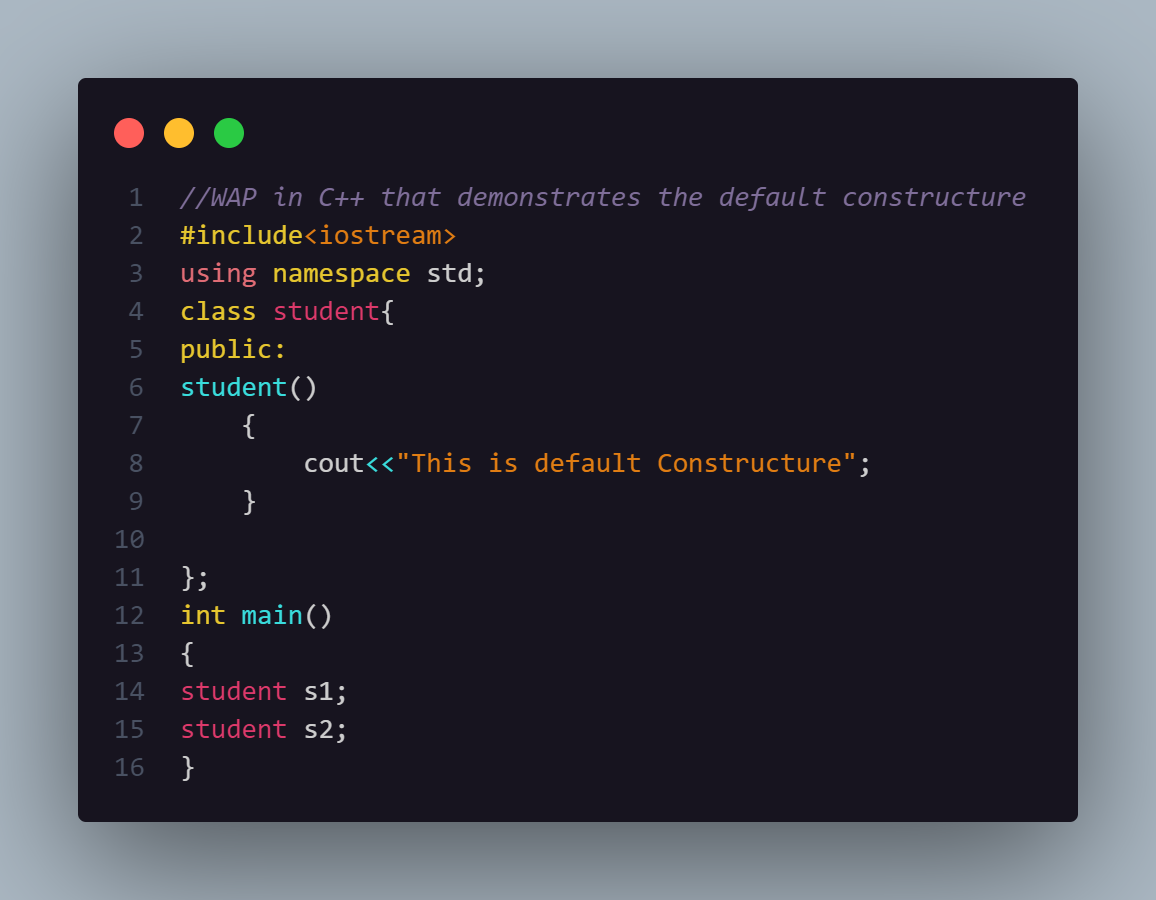 1 //WAP in C++ that demonstrates the default constructure
2 #include<iostream>
3 using namespace std;
4 class student{
5 public:
6 student()
7     {
8         cout<<"This is default Constructure";
9     }
10
11 };
12 int main()
13 {
14 student s1;
15 student s2;
16 }